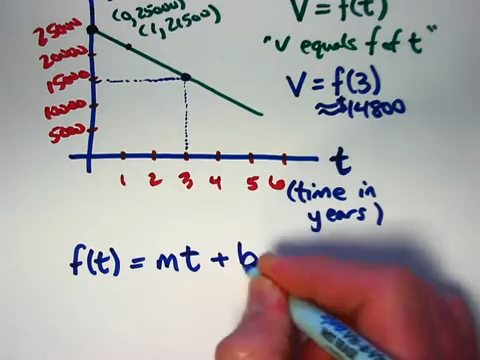 (0,25000)
(1,21500)
V = f(t)
"V equals f of t"
V = f(3)
≈$14800
25000
20000
15000
10000
5000
1 2 3 4 5 6
t
(time in
years)
f(t) = mt + b